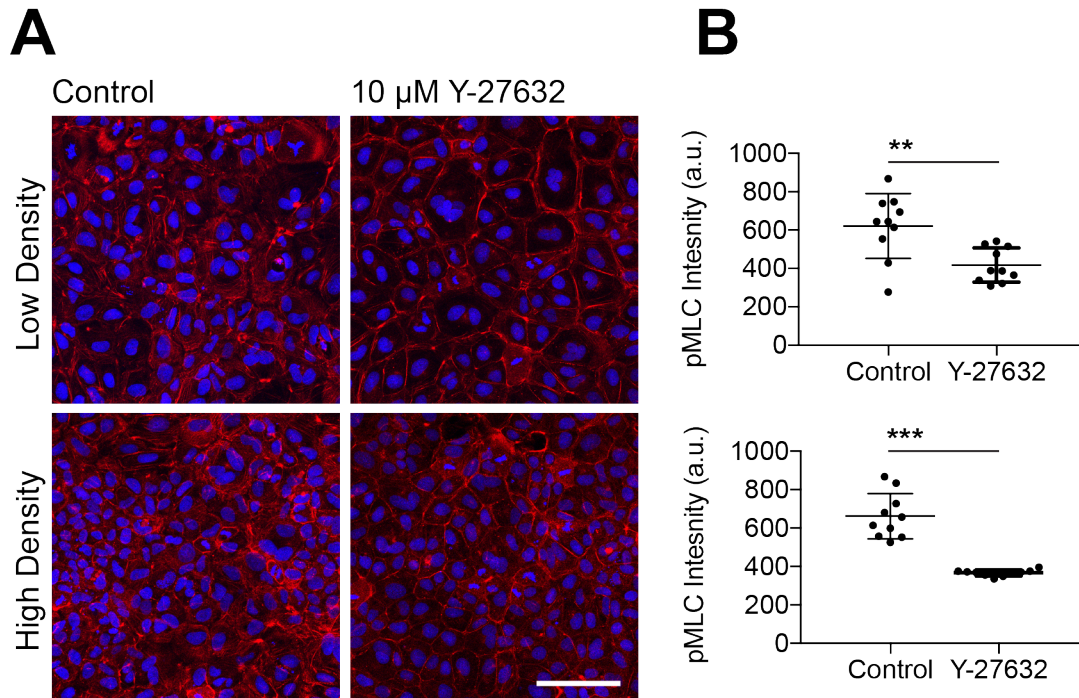 A
B
Control
10 µM Y-27632
Low Density
High Density
**
pMLC Intesnity (a.u.)
1000
800
600
400
200
0
Control
Y-27632
***
pMLC Intesnity (a.u.)
1000
800
600
400
200
0
Control
Y-27632